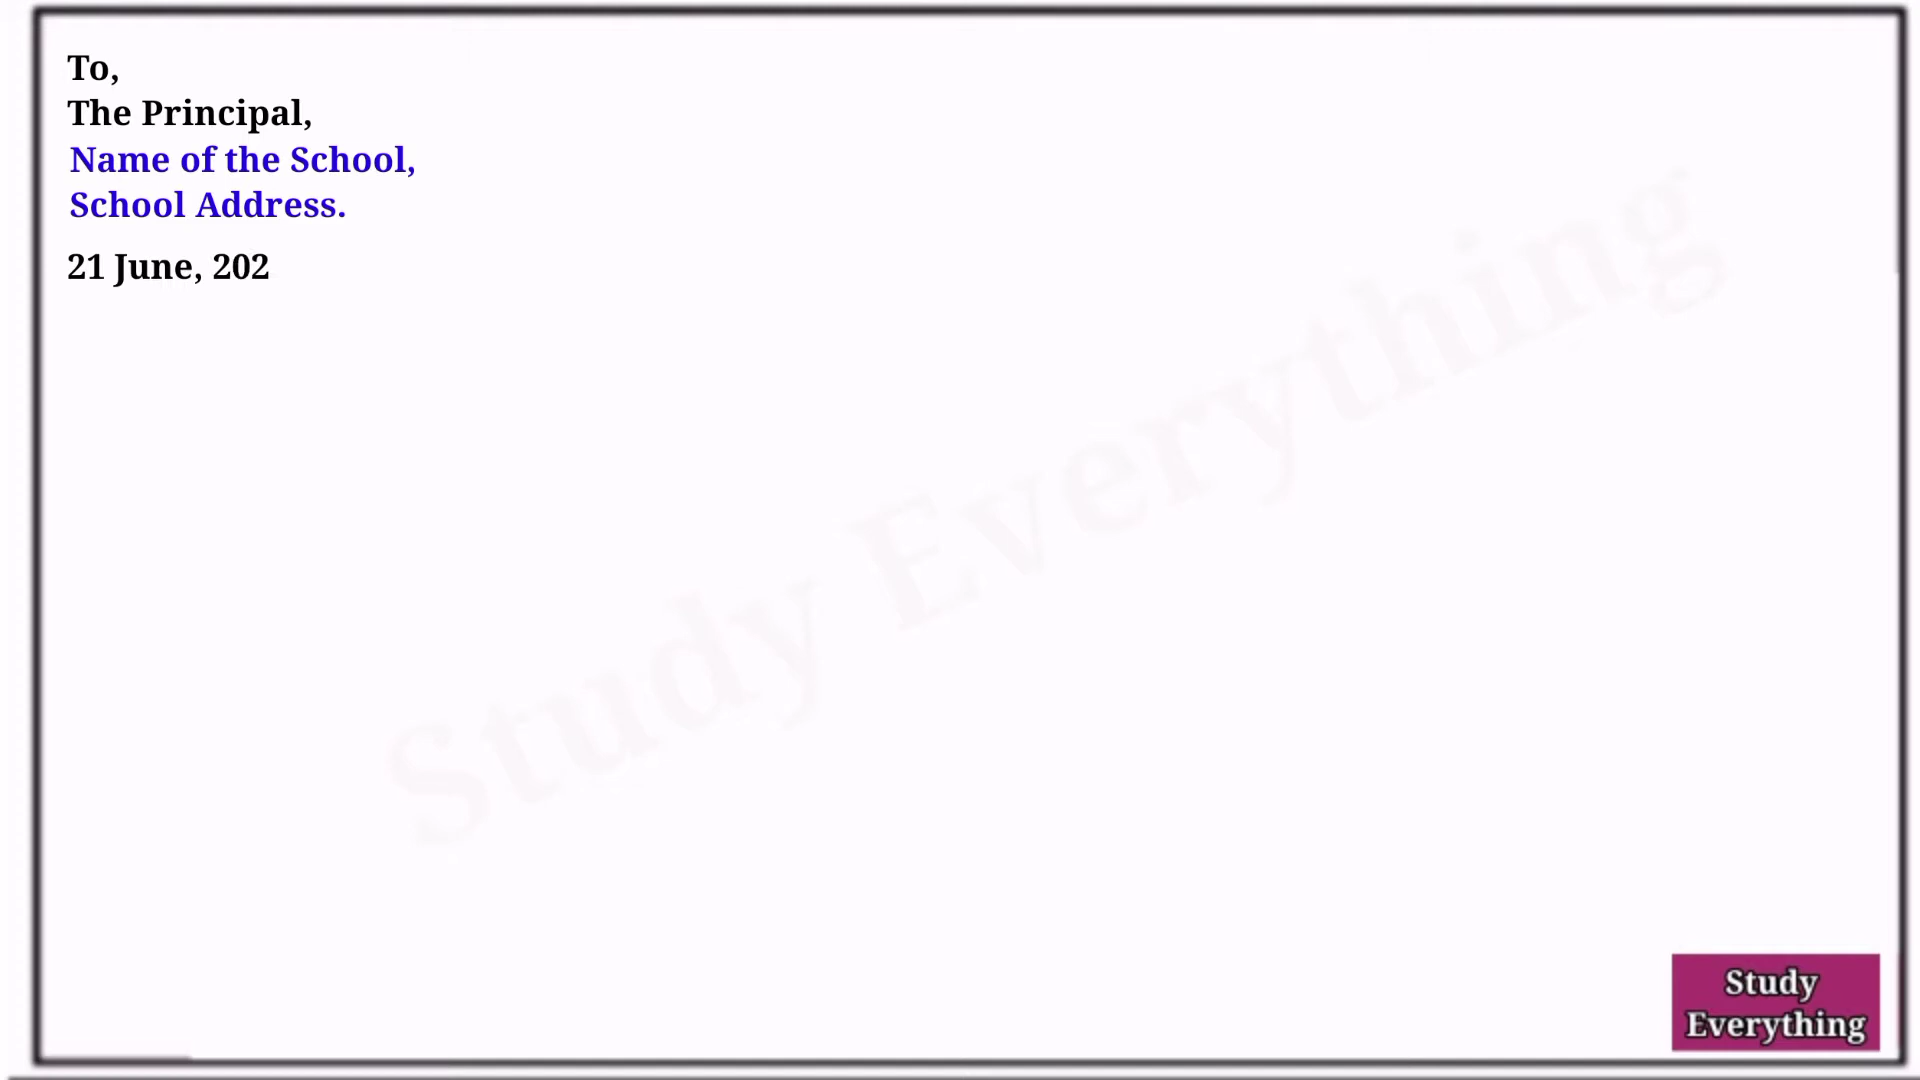 To,
The Principal,
Name of the School,
School Address.
21 June, 202
Study Everything
Study
Everything